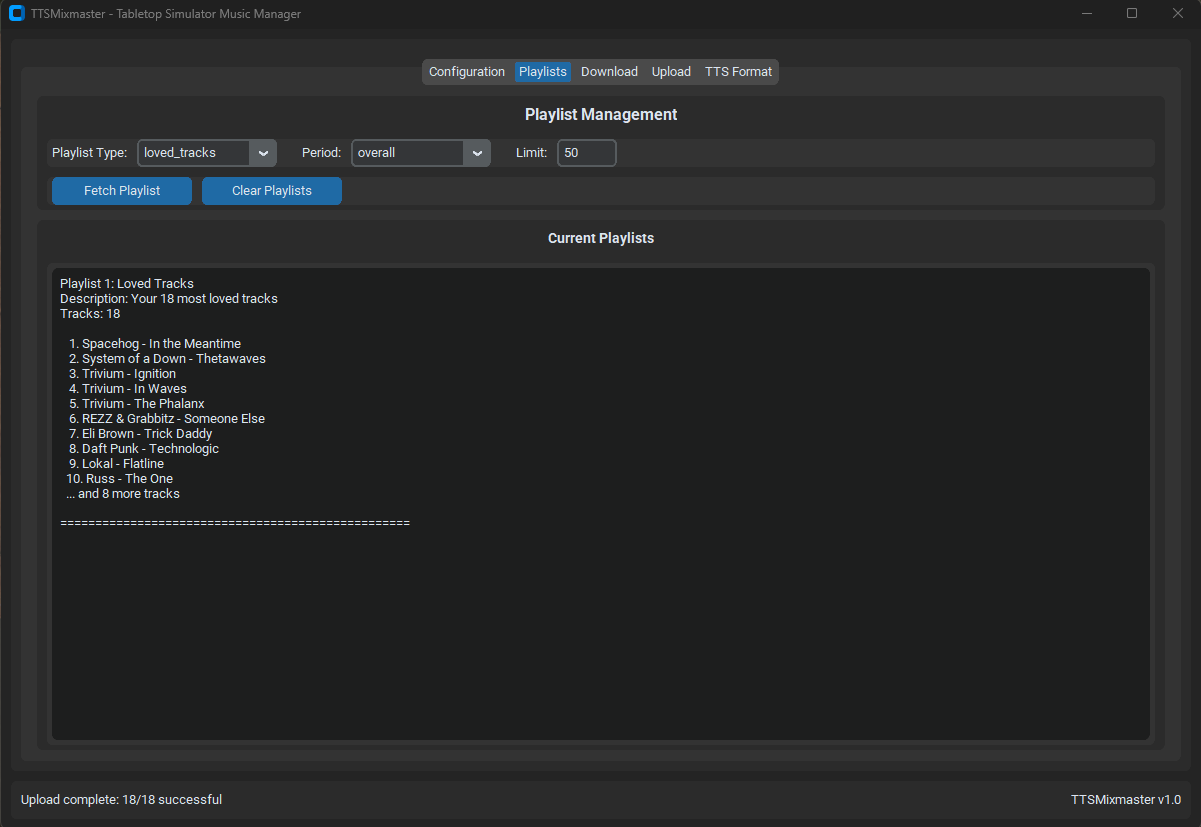 TTSMixmaster - Tabletop Simulator Music Manager
Configuration Playlists Download Upload TTS Format
Playlist Management
Playlist Type: loved_tracks Period: overall Limit: 50
Fetch Playlist Clear Playlists
Current Playlists
Playlist 1: Loved Tracks
Description: Your 18 most loved tracks
Tracks: 18
1. Spacehog - In the Meantime
2. System of a Down - Thetawaves
3. Trivium - Ignition
4. Trivium - In Waves
5. Trivium - The Phalanx
6. REZZ & Grabbitz - Someone Else
7. Eli Brown - Trick Daddy
8. Daft Punk - Technologic
9. Lokal - Flatline
10. Russ - The One
... and 8 more tracks
==================================================
Upload complete: 18/18 successful TTSMixmaster v1.0